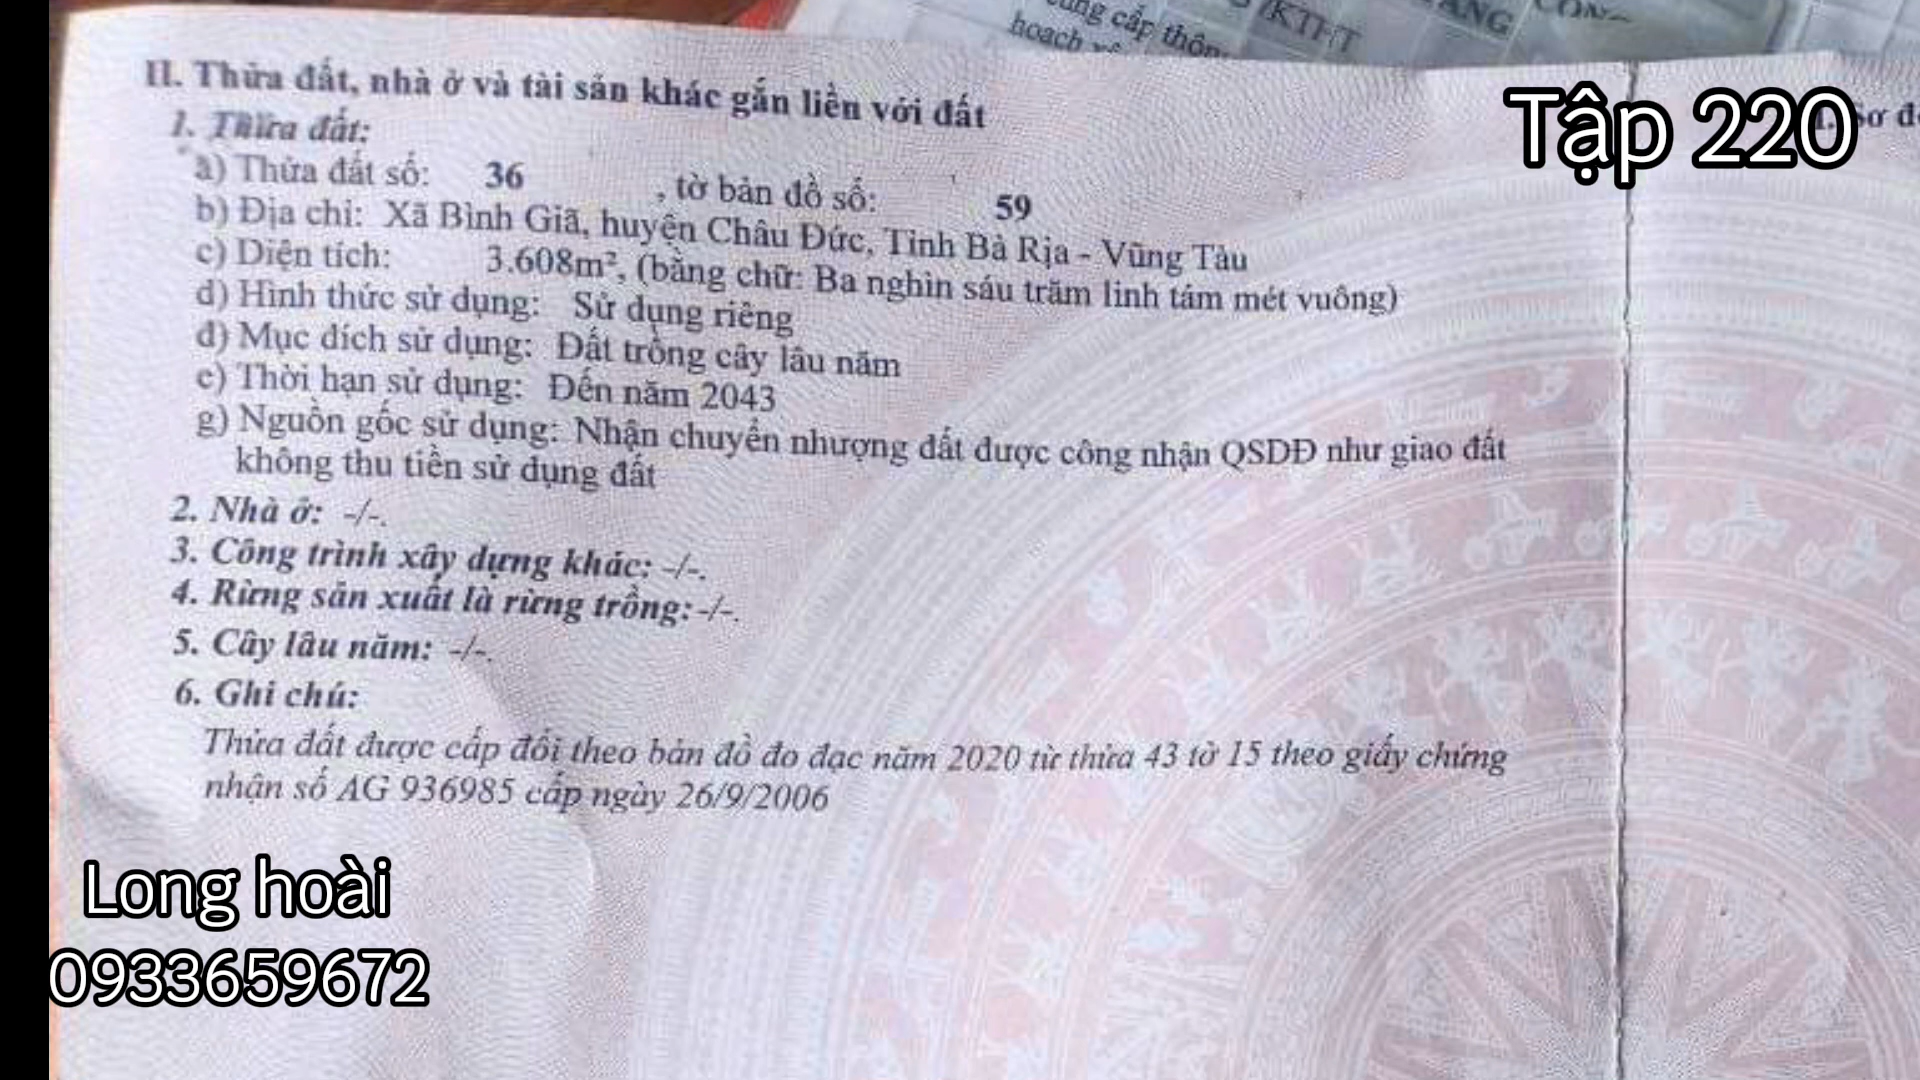 ung cấp thôn
hoạch
II. Thửa đất, nhà ở và tài sản khác gắn liền với đất
1. Thửa đất:
a) Thửa đất số: 36 , tờ bản đồ số: 59
b) Địa chỉ: Xã Bình Giã, huyện Châu Đức, Tỉnh Bà Rịa - Vũng Tàu
c) Diện tích: 3.608m², (bằng chữ: Ba nghìn sáu trăm linh tám mét vuông)
d) Hình thức sử dụng: Sử dụng riêng
đ) Mục đích sử dụng: Đất trồng cây lâu năm
e) Thời hạn sử dụng: Đến năm 2043
g) Nguồn gốc sử dụng: Nhận chuyển nhượng đất được công nhận QSDĐ như giao đất
không thu tiền sử dụng đất
2. Nhà ở: -/-.
3. Công trình xây dựng khác: -/-.
4. Rừng sản xuất là rừng trồng: -/-.
5. Cây lâu năm: -/-.
6. Ghi chú:
Thửa đất được cấp đổi theo bản đồ đo đạc năm 2020 từ thửa 43 tờ 15 theo giấy chứng
nhận số AG 936985 cấp ngày 26/9/2006
Tập 220
Long hoài
0933659672